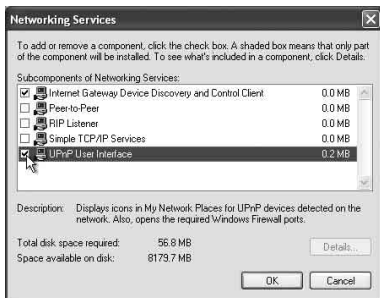 Networking Services
To add or remove a component, click the check box. A shaded box means that only part
of the component will be installed. To see what's included in a component, click Details.
Subcomponents of Networking Services:
Internet Gateway Device Discovery and Control Client 0.0 MB
Peer-to-Peer 0.0 MB
RIP Listener 0.0 MB
Simple TCP/IP Services 0.0 MB
UPnP User Interface 0.2 MB
Description: Displays icons in My Network Places for UPnP devices detected on the
network. Also, opens the required Windows Firewall ports.
Total disk space required: 56.8 MB
Space available on disk: 8179.7 MB
Details...
OK Cancel